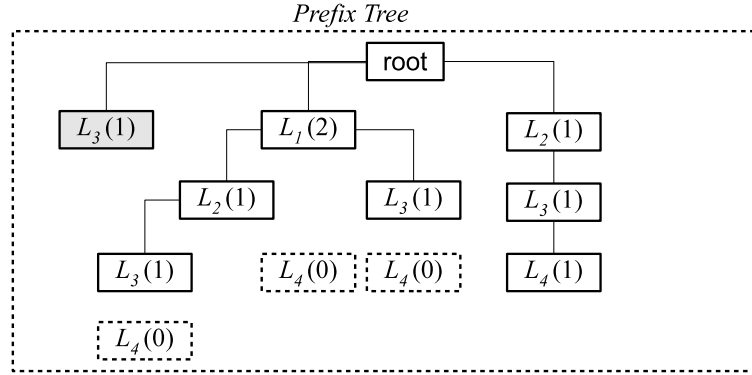 Prefix Tree
root
L3(1) L1(2) L2(1)
L2(1) L3(1) L3(1)
L3(1) L4(0) L4(0) L4(1)
L4(0)